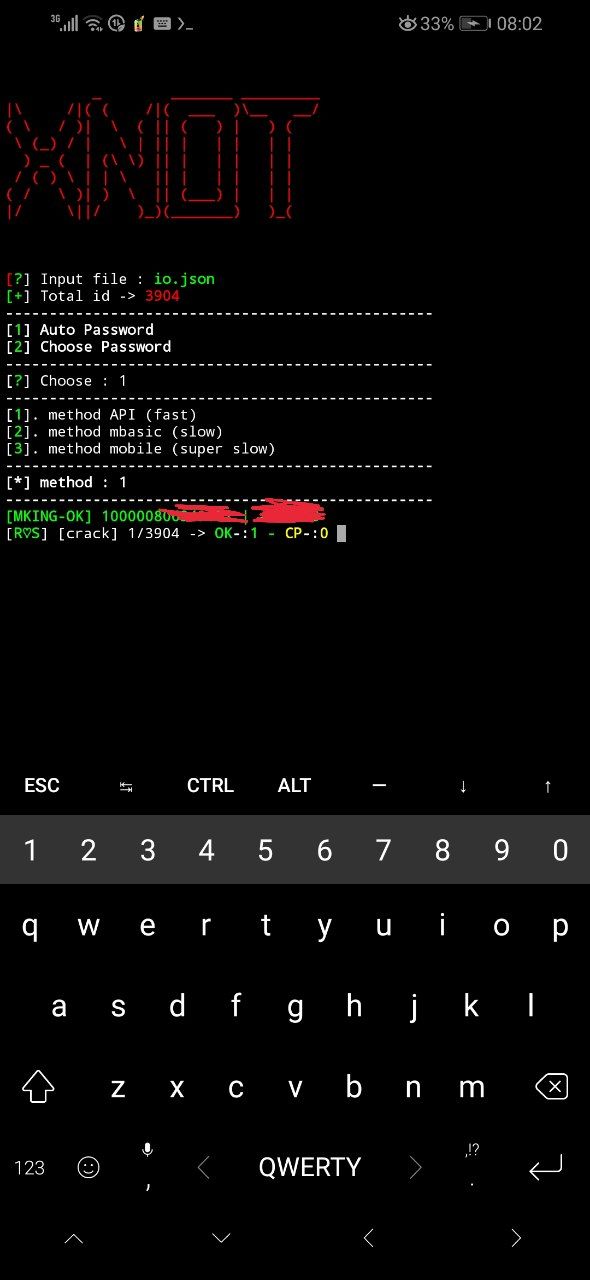 3G 33% 08:02
XNOT
[?] Input file : io.json
[+] Total id -> 3904
[1] Auto Password
[2] Choose Password
[?] Choose : 1
[1]. method API (fast)
[2]. method mbasic (slow)
[3]. method mobile (super slow)
[*] method : 1
[MKING-OK] 1000008 |
[R♡S] [crack] 1/3904 -> OK-:1 - CP-:0
ESC ↹ CTRL ALT — ↓ ↑
1 2 3 4 5 6 7 8 9 0
q w e r t y u i o p
a s d f g h j k l
z x c v b n m
123 , QWERTY ,!? .